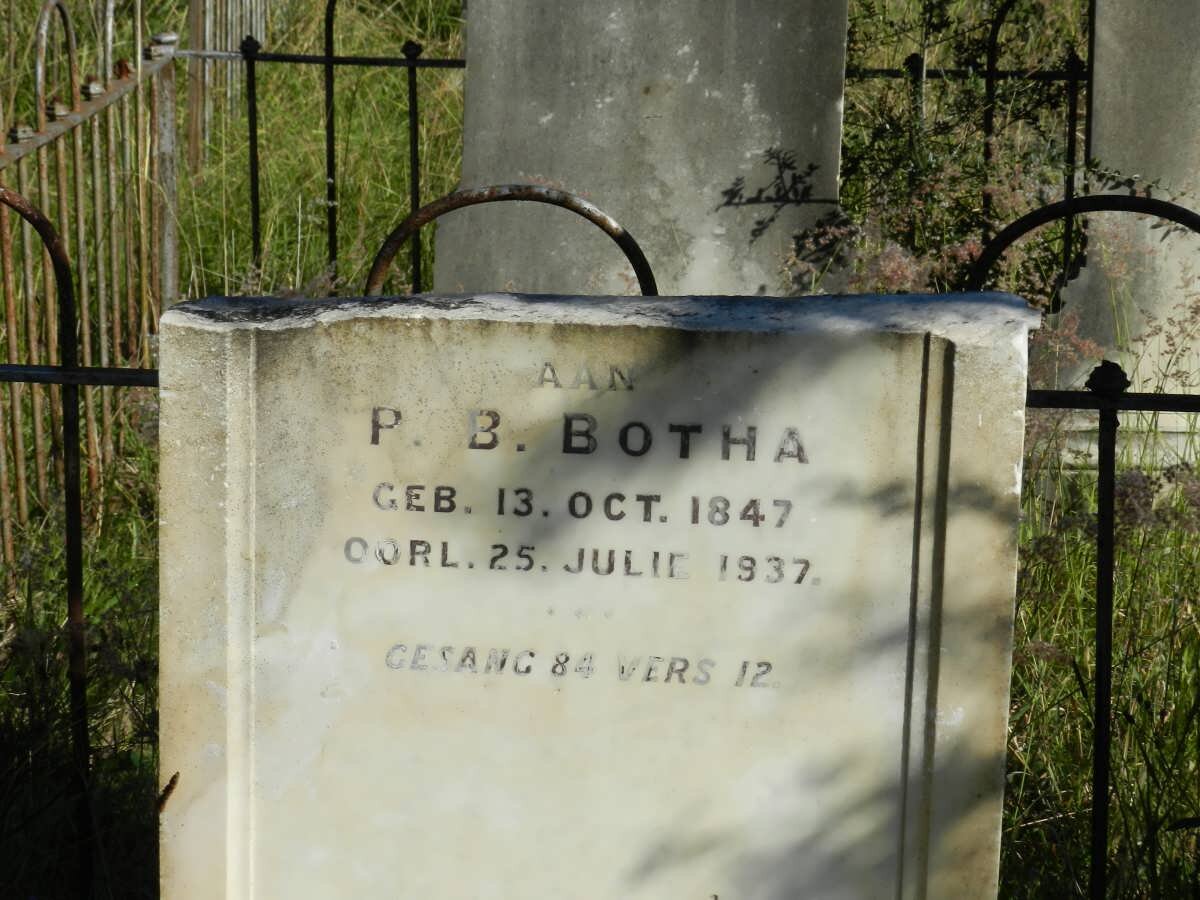 AAN
P. B. BOTHA
GEB. 13. OCT. 1847
OORL. 25. JULIE 1937.
GESANG 84 VERS 12.